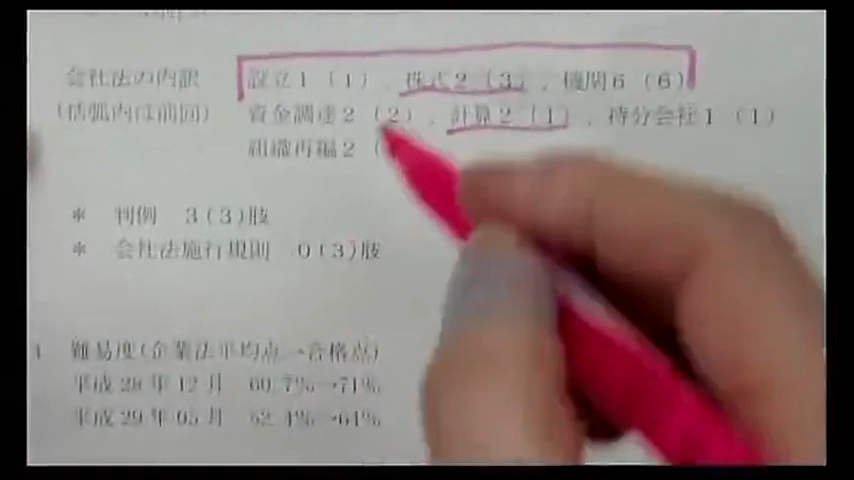 会社法の内訳 設立1(1)、株式2(3)、機関6(6)
(括弧内は前回) 資金調達2(2)、計算2(1)、持分会社1(1)
組織再編2(
* 判例 3(3)肢
* 会社法施行規則 0(3)肢
難易度(企業法平均点→合格点)
平成28年12月 60.7%→71%
平成29年05月 52.4%→61%